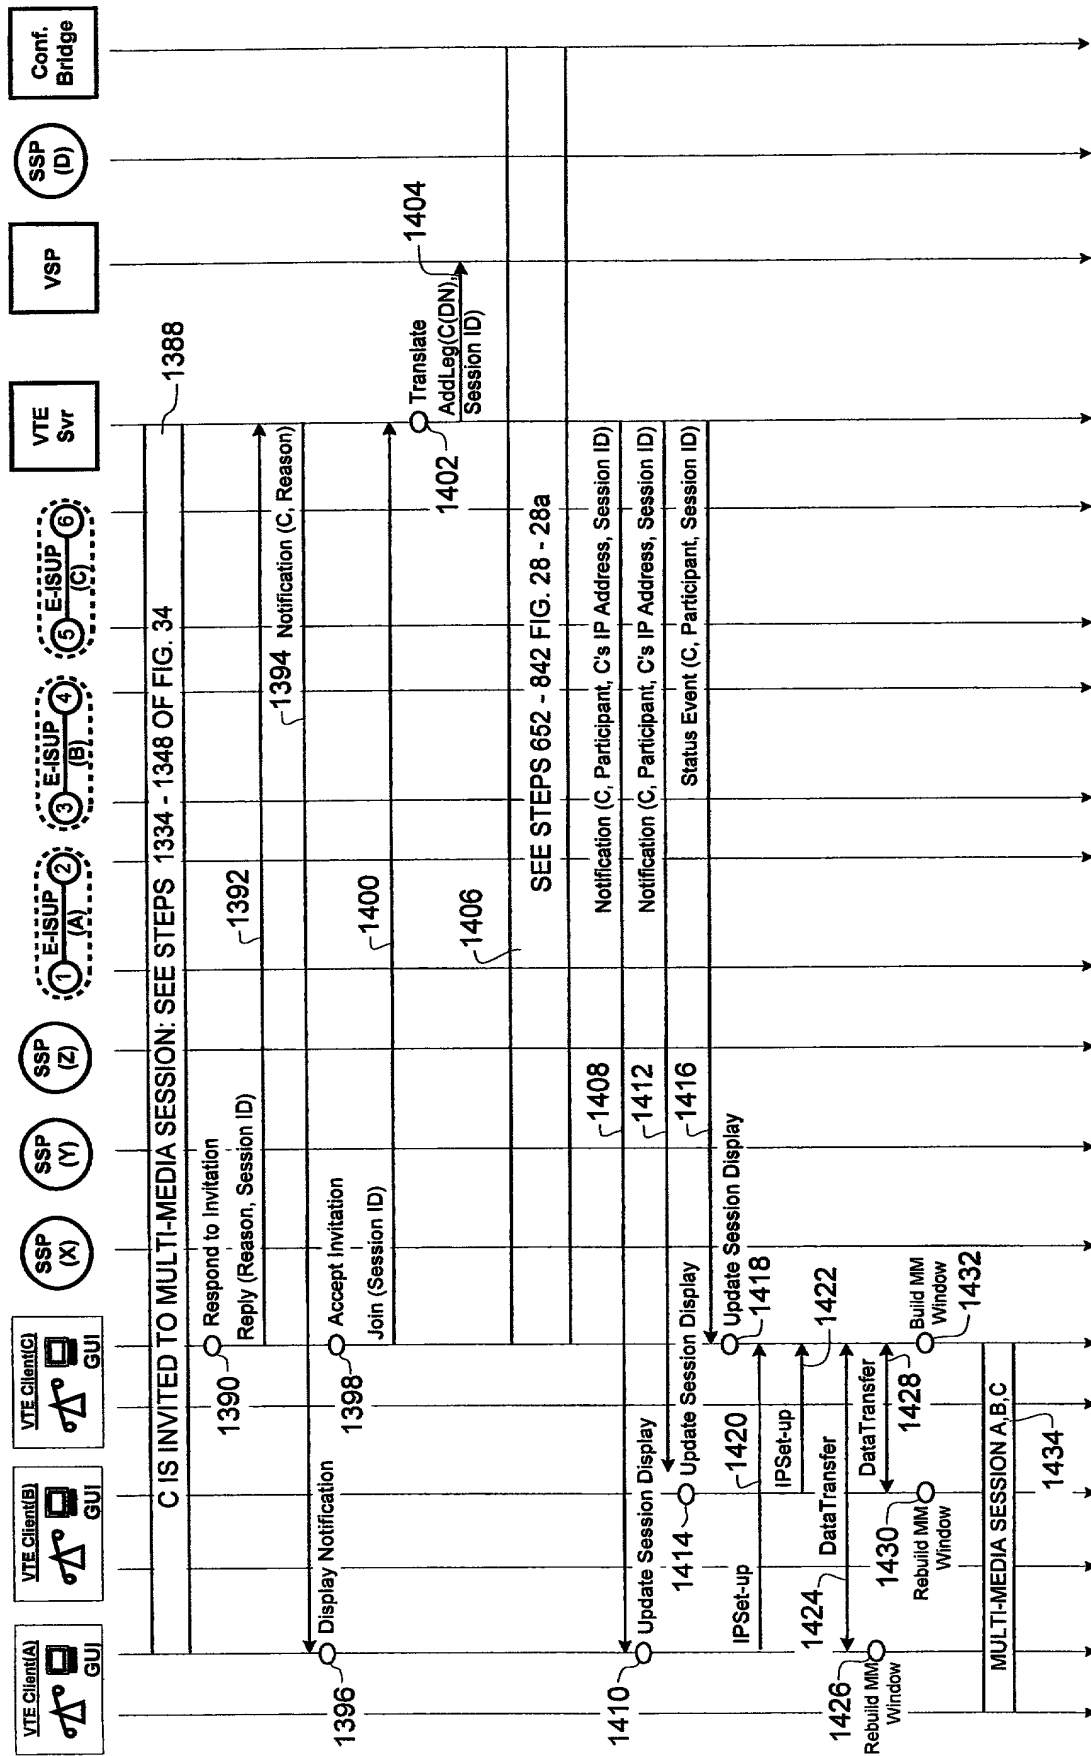 VTE Client(A)
GUI
VTE Client(B)
GUI
VTE Client(C)
GUI
SSP
(X)
SSP
(Y)
SSP
(Z)
1
E-ISUP
(A)
2
3
E-ISUP
(B)
4
5
E-ISUP
(C)
6
VTE
Svr
VSP
SSP
(D)
Conf.
Bridge
C IS INVITED TO MULTI-MEDIA SESSION: SEE STEPS 1334 - 1348 OF FIG. 34
1388
1390
Respond to Invitation
Reply (Reason, Session ID)
1392
1394
Notification (C, Reason)
1396
Display Notification
1398
Accept Invitation
Join (Session ID)
1400
1402
Translate
1404
AddLeg(C(DN),
Session ID)
1406
SEE STEPS 652 - 842 FIG. 28 - 28a
1408
Notification (C, Participant, C's IP Address, Session ID)
1410
Update Session Display
1412
Notification (C, Participant, C's IP Address, Session ID)
1414
Update Session Display
1416
Status Event (C, Participant, Session ID)
1418
Update Session Display
IPSet-up
1420
IPSet-up
1422
1424
DataTransfer
1426
Rebuild MM
Window
DataTransfer
1428
1430
Rebuild MM
Window
Build MM
Window
1432
MULTI-MEDIA SESSION A,B,C
1434